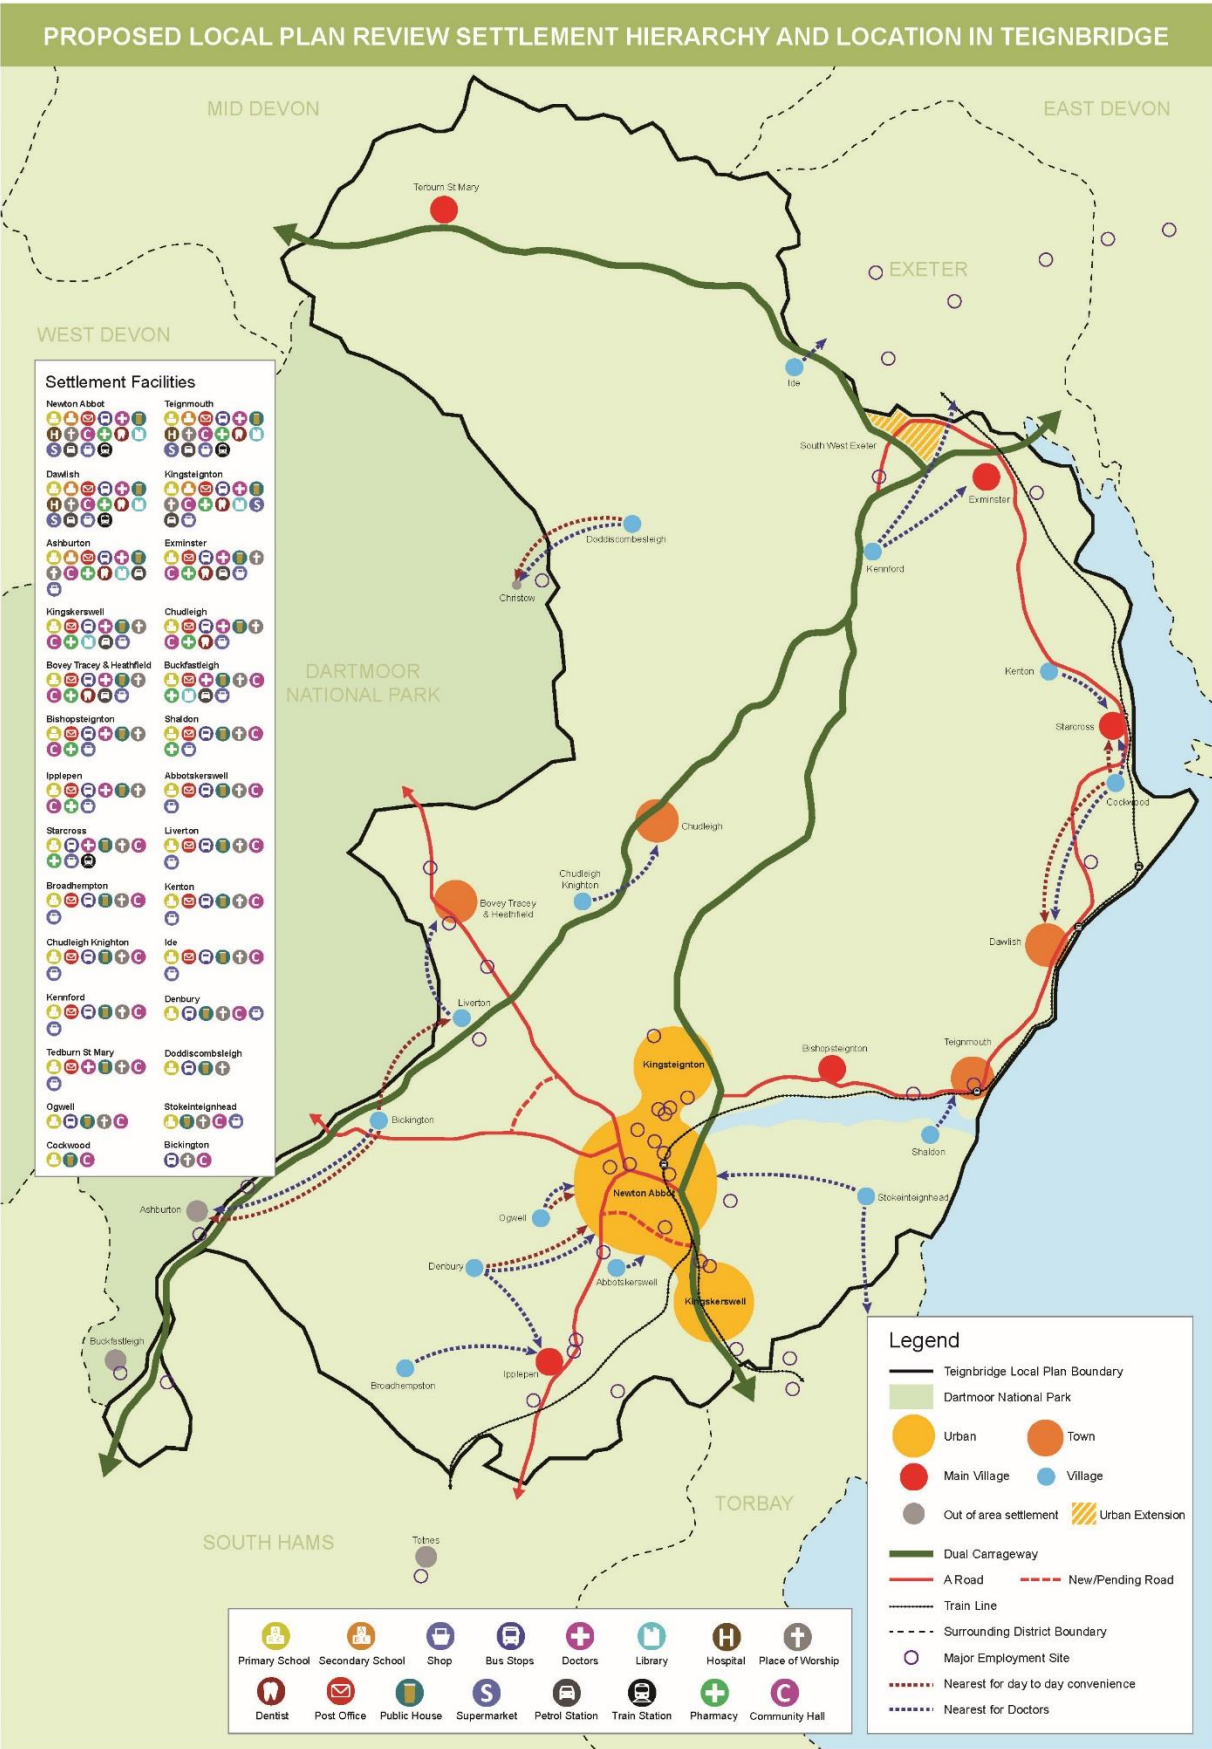 PROPOSED LOCAL PLAN REVIEW SETTLEMENT HIERARCHY AND LOCATION IN TEIGNBRIDGE
MID DEVON
EAST DEVON
Terburn St Mary
EXETER
WEST DEVON
Ide
South West Exeter
Exminster
Kennford
Doddiscombesleigh
Christow
DARTMOOR
NATIONAL PARK
Kenton
Starcross
Cockwood
Chudleigh
Chudleigh
Knighton
Bovey Tracey
& Heathfield
Dawlish
Liverton
Kingsteignton
Bishopsteignton
Teignmouth
Bickington
Shaldon
Newton Abbot
Stokeinteignhead
Ashburton
Ogwell
Denbury
Abbotskerswell
Kingskerswell
Buckfastleigh
Broadhempston
Ipplepen
TORBAY
SOUTH HAMS
Totnes
Settlement Facilities
Newton Abbot
Teignmouth
Dawlish
Kingsteignton
Ashburton
Exminster
Kingskerswell
Chudleigh
Bovey Tracey & Heathfield
Buckfastleigh
Bishopsteignton
Shaldon
Ipplepen
Abbotskerswell
Starcross
Liverton
Broadhempton
Kenton
Chudleigh Knighton
Ide
Kennford
Denbury
Tedburn St Mary
Doddiscombsleigh
Ogwell
Stokeinteignhead
Cockwood
Bickington
Legend
Teignbridge Local Plan Boundary
Dartmoor National Park
Urban
Town
Main Village
Village
Out of area settlement
Urban Extension
Dual Carrageway
A Road
New/Pending Road
Train Line
Surrounding District Boundary
Major Employment Site
Nearest for day to day convenience
Nearest for Doctors
Primary School
Secondary School
Shop
Bus Stops
Doctors
Library
Hospital
Place of Worship
Dentist
Post Office
Public House
Supermarket
Petrol Station
Train Station
Pharmacy
Community Hall